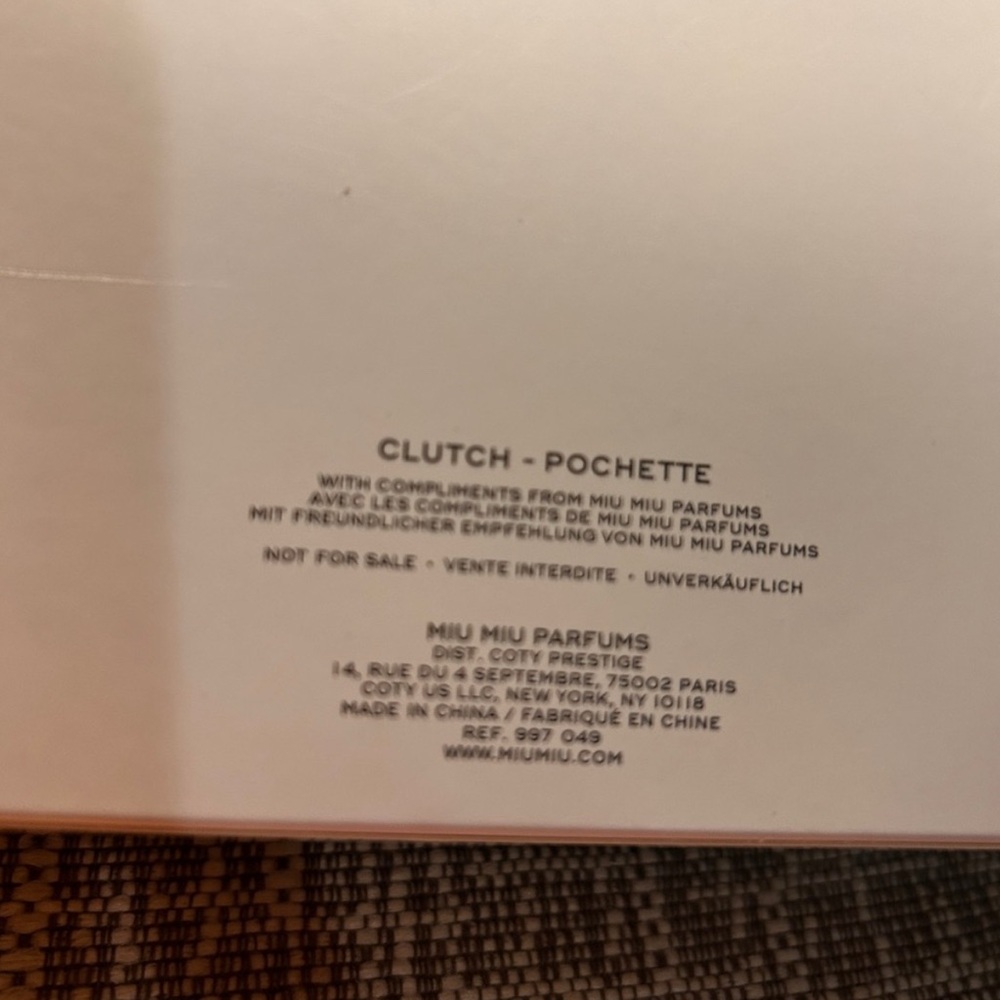 CLUTCH - POCHETTE
WITH COMPLIMENTS FROM MIU MIU PARFUMS
AVEC LES COMPLIMENTS DE MIU MIU PARFUMS
MIT FREUNDLICHER EMPFEHLUNG VON MIU MIU PARFUMS
NOT FOR SALE • VENTE INTERDITE • UNVERKÄUFLICH
MIU MIU PARFUMS
DIST. COTY PRESTIGE
14, RUE DU 4 SEPTEMBRE, 75002 PARIS
COTY US LLC, NEW YORK, NY 10118
MADE IN CHINA / FABRIQUÉ EN CHINE
REF. 997 049
WWW.MIUMIU.COM